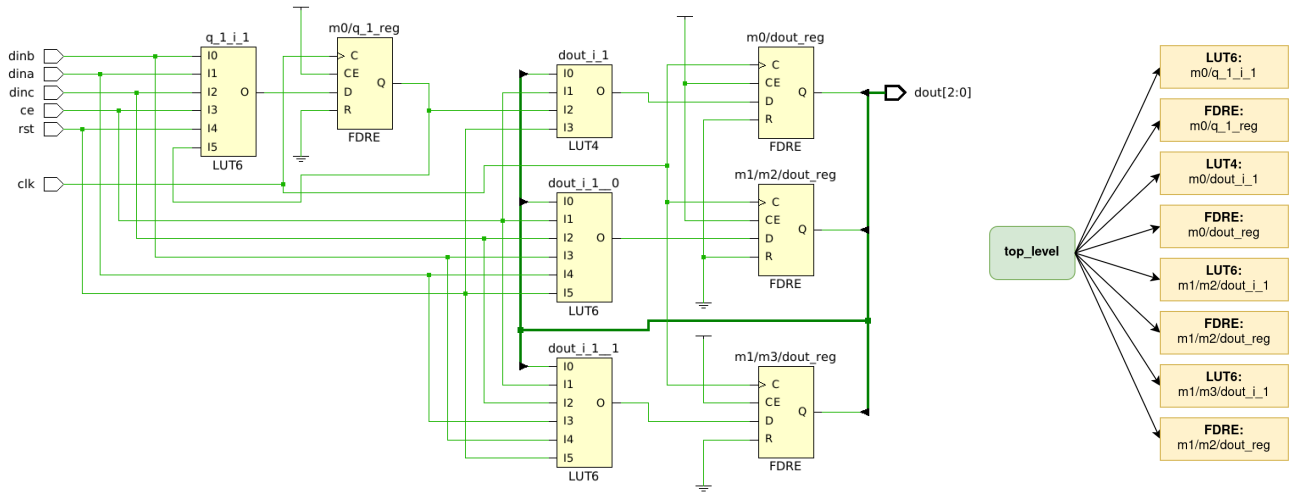 dinb
dina
dinc
ce
rst
clk
q_1_i_1
I0
I1
I2
I3
I4
I5
O
LUT6
m0/q_1_reg
C
CE
D
R
Q
FDRE
dout_i_1
I0
I1
I2
I3
O
LUT4
dout_i_1__0
I0
I1
I2
I3
I4
I5
O
LUT6
dout_i_1__1
I0
I1
I2
I3
I4
I5
O
LUT6
m0/dout_reg
C
CE
D
R
Q
FDRE
m1/m2/dout_reg
C
CE
D
R
Q
FDRE
m1/m3/dout_reg
C
CE
D
R
Q
FDRE
dout[2:0]
top_level
LUT6:
m0/q_1_i_1
FDRE:
m0/q_1_reg
LUT4:
m0/dout_i_1
FDRE:
m0/dout_reg
LUT6:
m1/m2/dout_i_1
FDRE:
m1/m2/dout_reg
LUT6:
m1/m3/dout_i_1
FDRE:
m1/m2/dout_reg